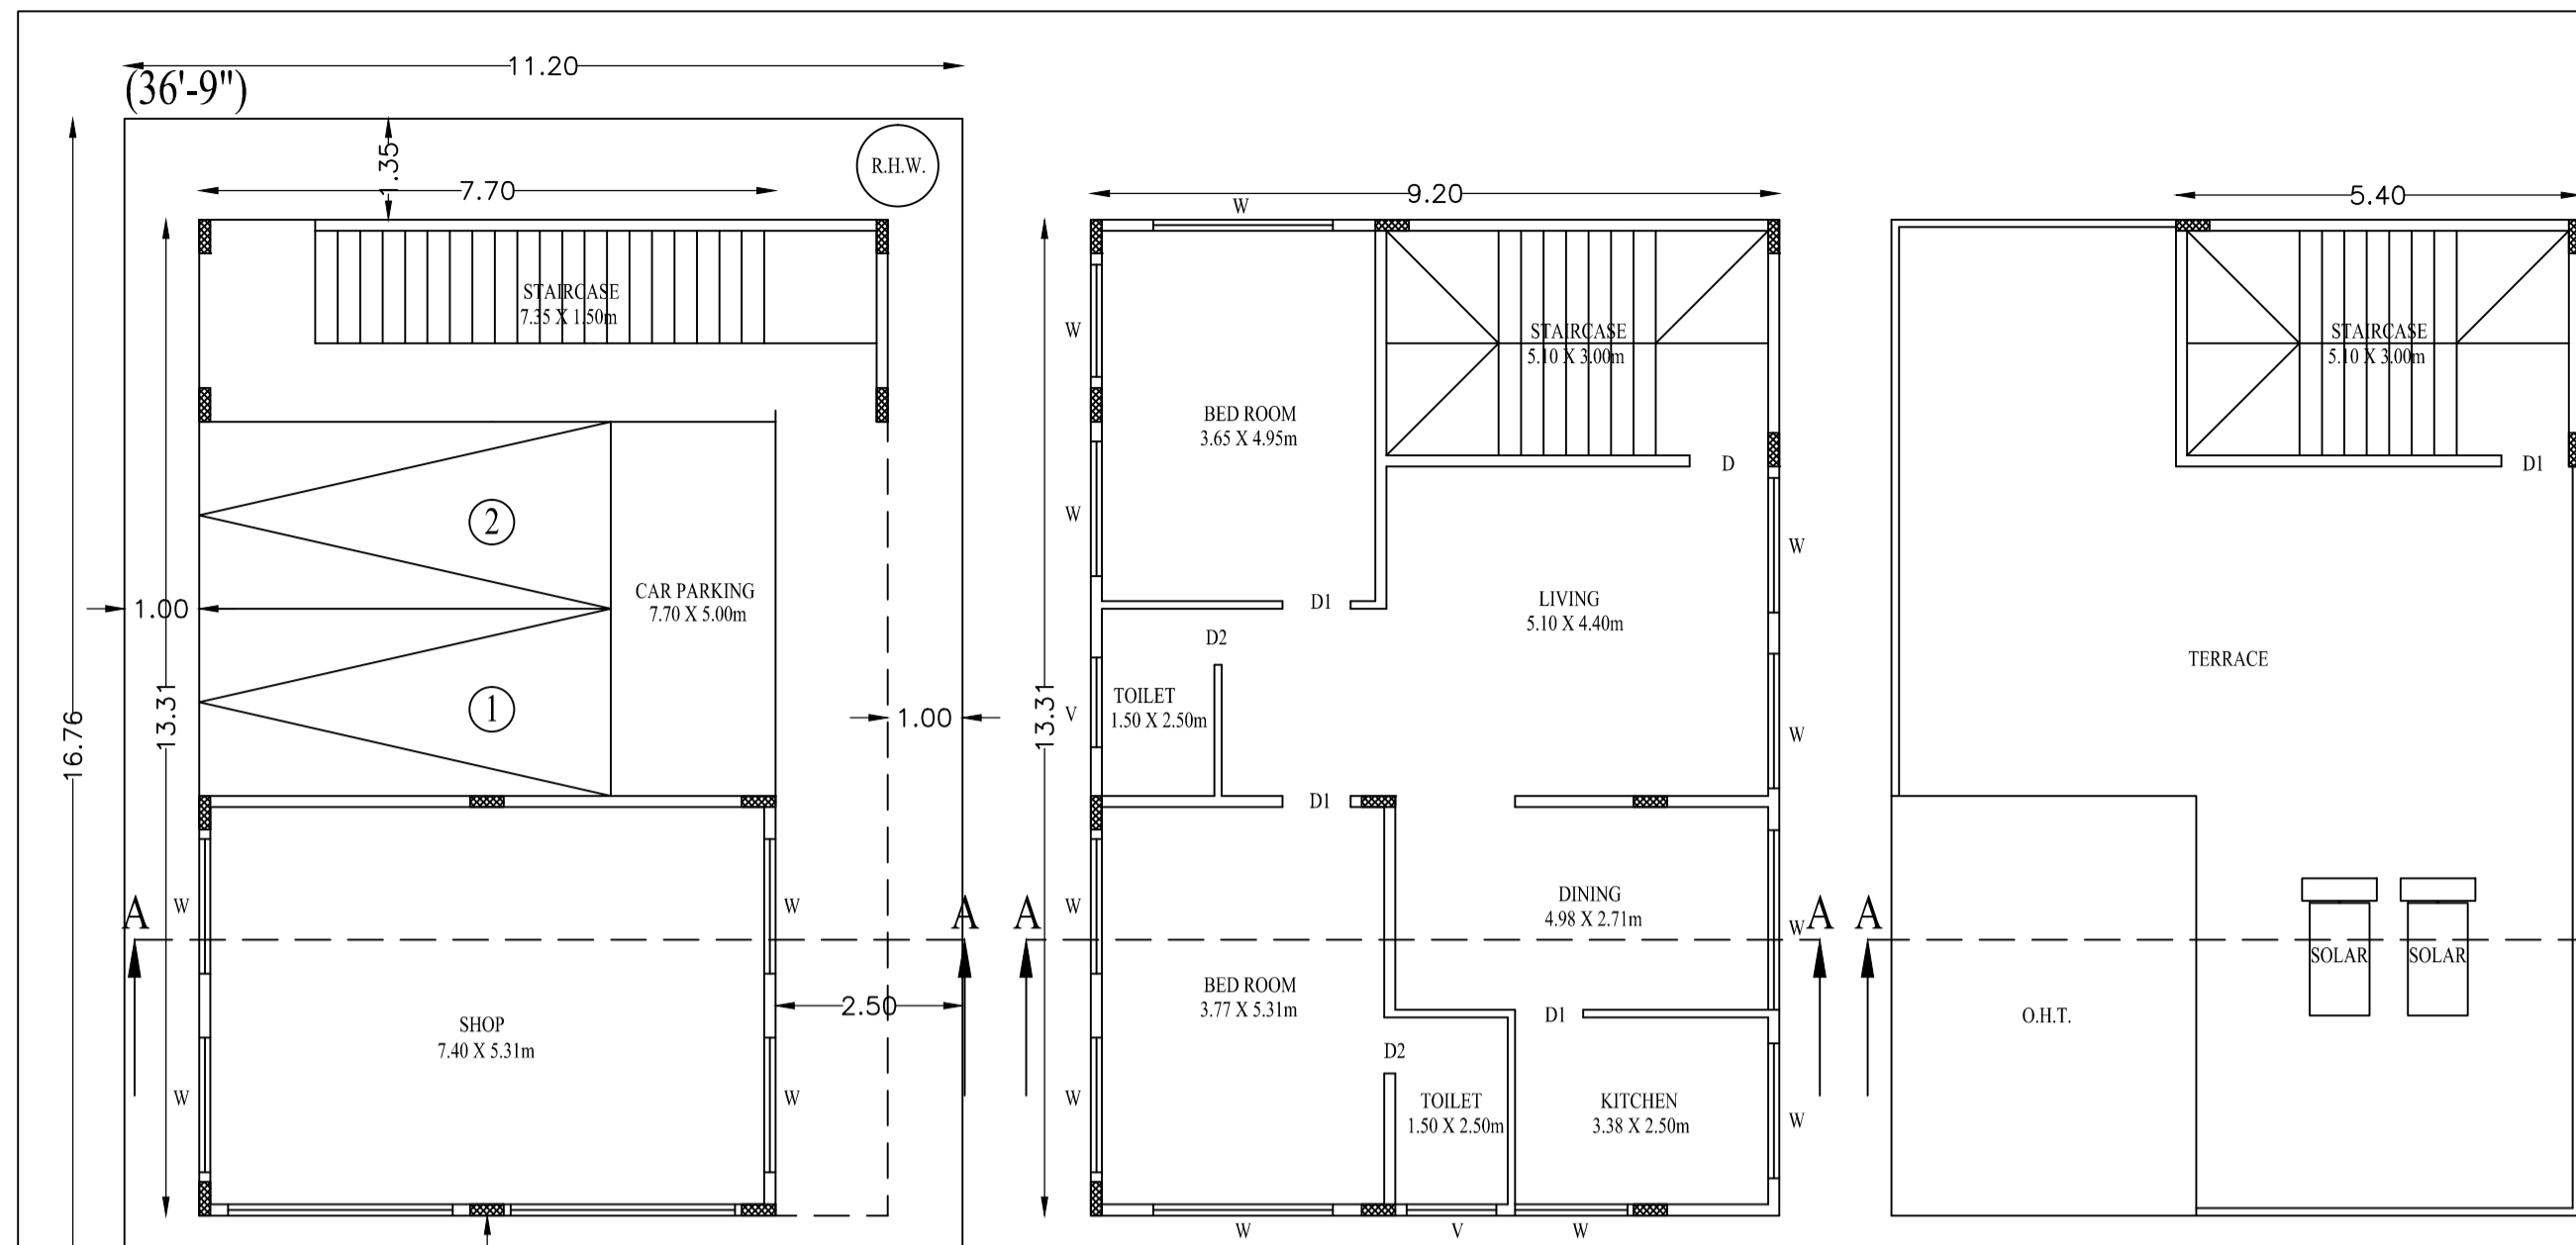 11.20
(36'-9")
1.35
R.H.W.
7.70
STAIRCASE
7.35 X 1.50m
2
CAR PARKING
7.70 X 5.00m
1.00
1
13.31
16.76
1.00
W
W
A
A
2.50
SHOP
7.40 X 5.31m
W
W
9.20
W
W
STAIRCASE
5.10 X 3.00m
BED ROOM
3.65 X 4.95m
D
W
W
D1
LIVING
5.10 X 4.40m
D2
TOILET
1.50 X 2.50m
V
13.31
W
D1
W
DINING
4.98 X 2.71m
A
W
A
BED ROOM
3.77 X 5.31m
D1
D2
W
TOILET
1.50 X 2.50m
KITCHEN
3.38 X 2.50m
W
W
V
W
5.40
STAIRCASE
5.10 X 3.00m
D1
TERRACE
A
SOLAR
SOLAR
O.H.T.